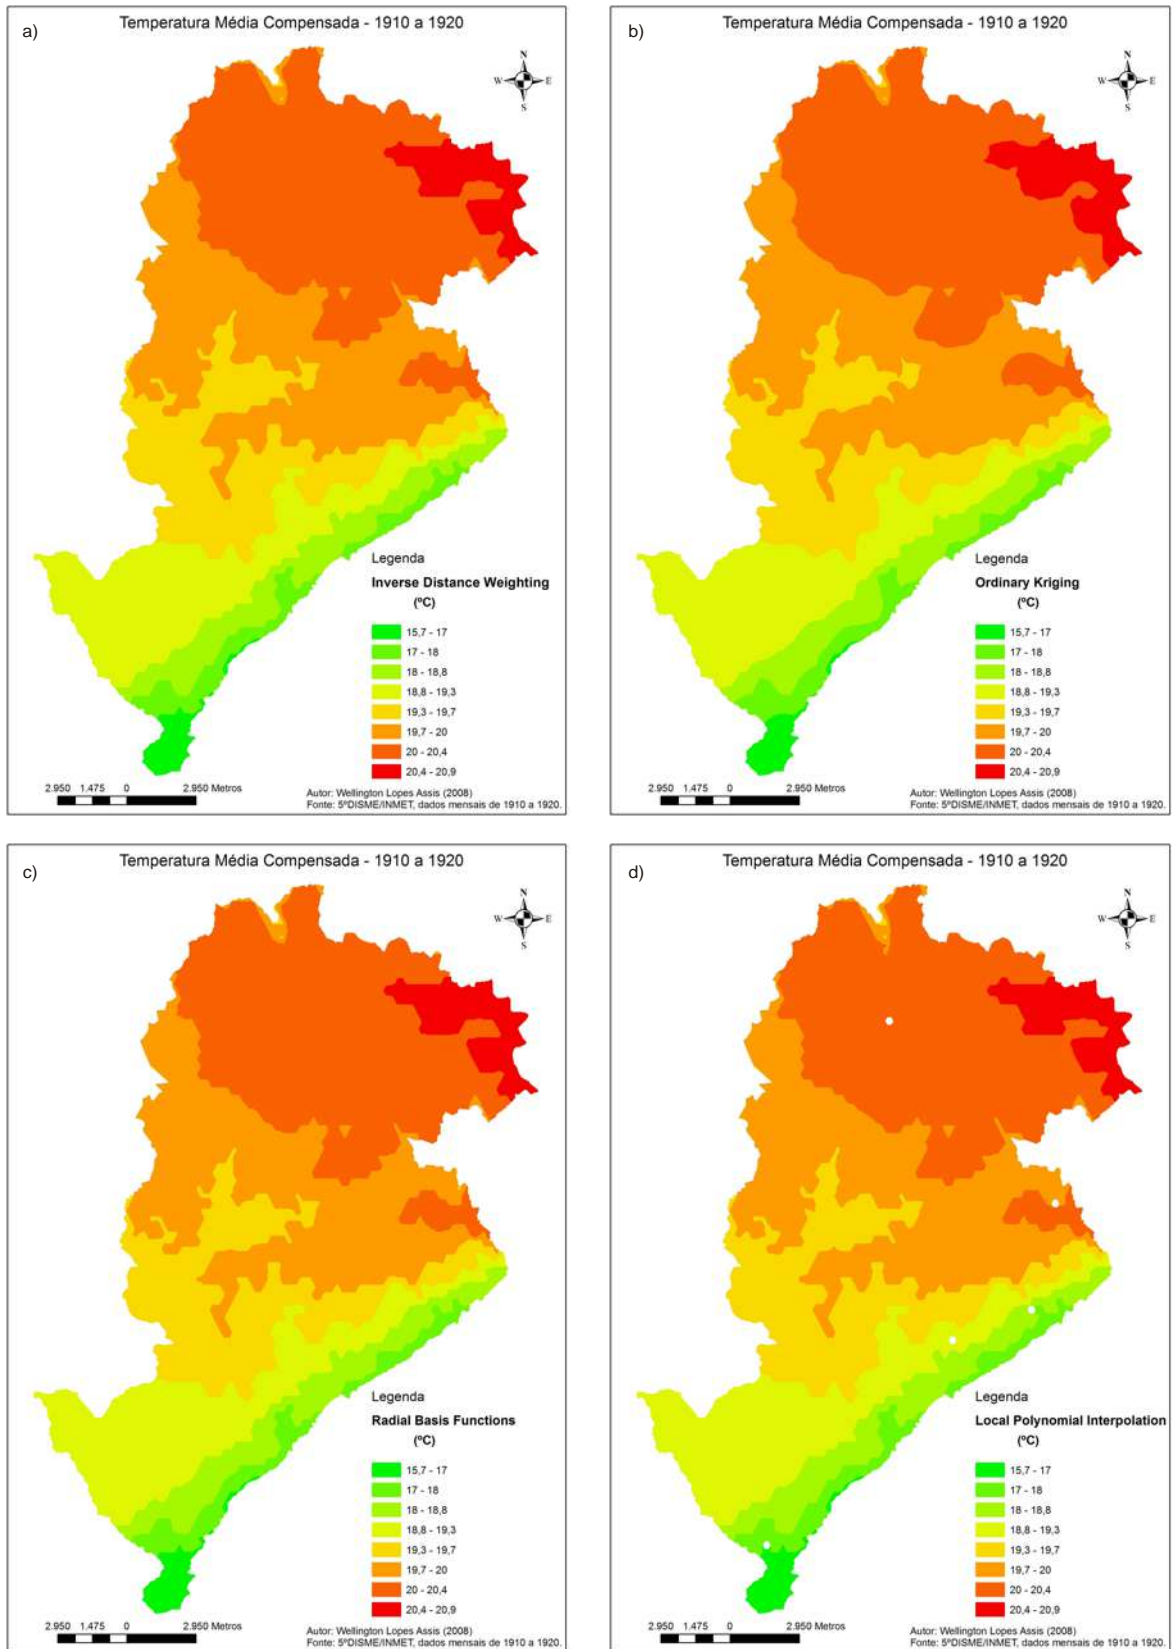 a)
Temperatura Média Compensada - 1910 a 1920
N
W E
S
Legenda
Inverse Distance Weighting
(ºC)
15,7 - 17
17 - 18
18 - 18,8
18,8 - 19,3
19,3 - 19,7
19,7 - 20
20 - 20,4
20,4 - 20,9
2.950 1.475 0 2.950 Metros
Autor: Wellington Lopes Assis (2008)
Fonte: 5ºDISME/INMET, dados mensais de 1910 a 1920.
b)
Temperatura Média Compensada - 1910 a 1920
N
W E
S
Legenda
Ordinary Kriging
(ºC)
15,7 - 17
17 - 18
18 - 18,8
18,8 - 19,3
19,3 - 19,7
19,7 - 20
20 - 20,4
20,4 - 20,9
2.950 1.475 0 2.950 Metros
Autor: Wellington Lopes Assis (2008)
Fonte: 5ºDISME/INMET, dados mensais de 1910 a 1920.
c)
Temperatura Média Compensada - 1910 a 1920
N
W E
S
Legenda
Radial Basis Functions
(ºC)
15,7 - 17
17 - 18
18 - 18,8
18,8 - 19,3
19,3 - 19,7
19,7 - 20
20 - 20,4
20,4 - 20,9
2.950 1.475 0 2.950 Metros
Autor: Wellington Lopes Assis (2008)
Fonte: 5ºDISME/INMET, dados mensais de 1910 a 1920.
d)
Temperatura Média Compensada - 1910 a 1920
N
W E
S
Legenda
Local Polynomial Interpolation
(ºC)
15,7 - 17
17 - 18
18 - 18,8
18,8 - 19,3
19,3 - 19,7
19,7 - 20
20 - 20,4
20,4 - 20,9
2.950 1.475 0 2.950 Metros
Autor: Wellington Lopes Assis (2008)
Fonte: 5ºDISME/INMET, dados mensais de 1910 a 1920.